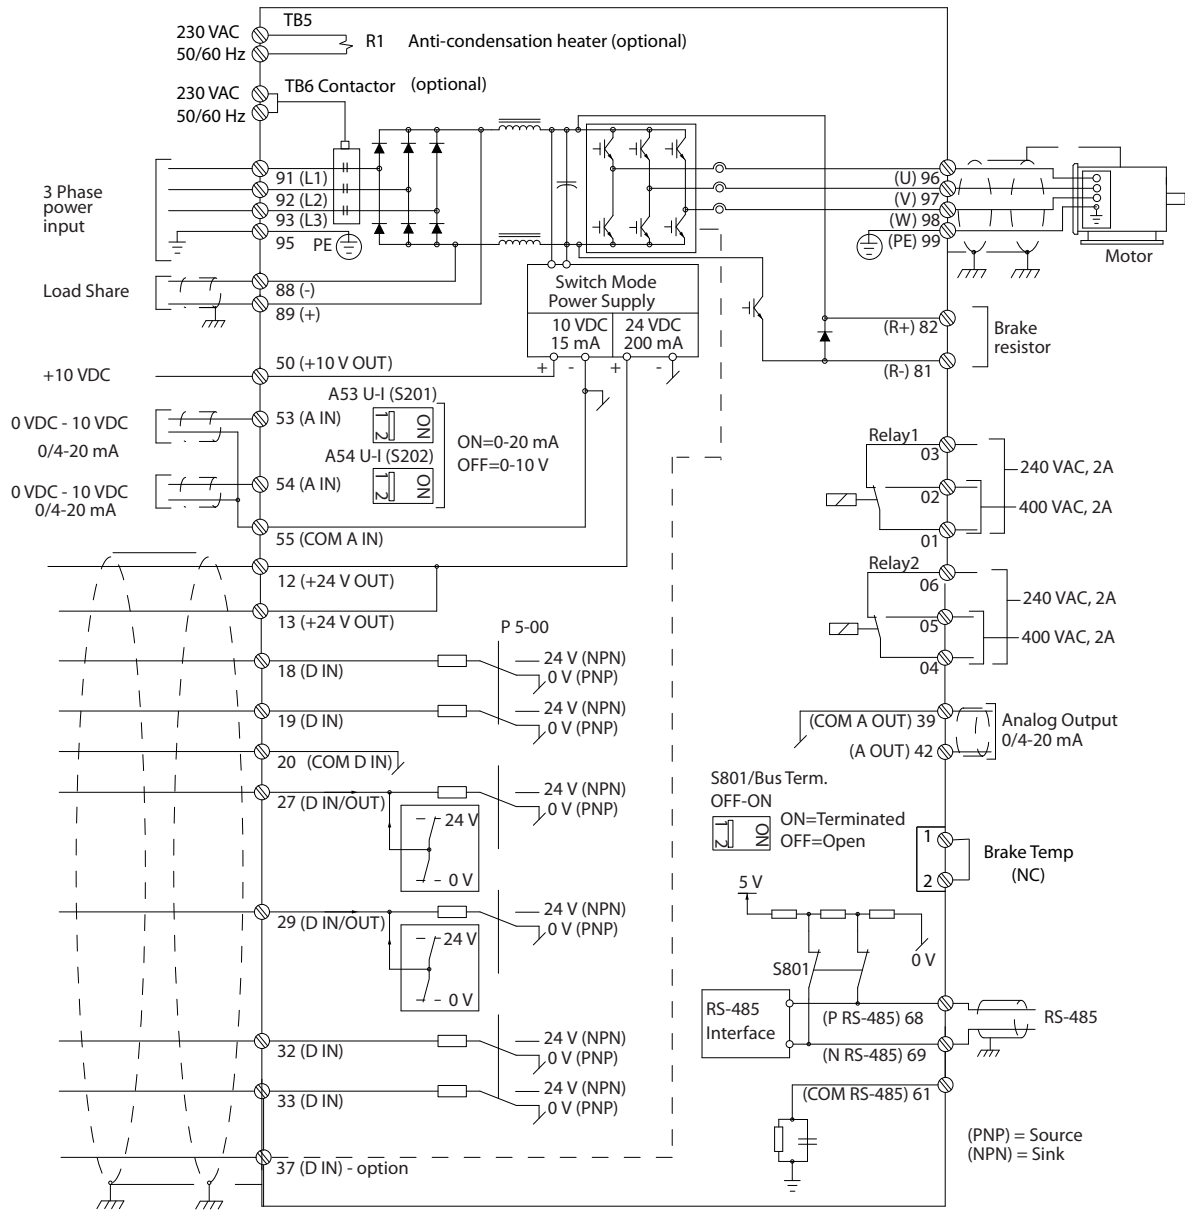 TB5
230 VAC
50/60 Hz
R1
Anti-condensation heater (optional)
TB6 Contactor
(optional)
230 VAC
50/60 Hz
3 Phase
power
input
91 (L1)
92 (L2)
93 (L3)
95
PE
(U) 96
(V) 97
(W) 98
(PE) 99
Motor
Load Share
88 (-)
89 (+)
Switch Mode
Power Supply
10 VDC
15 mA
24 VDC
200 mA
+
-
+
-
(R+) 82
(R-) 81
Brake
resistor
+10 VDC
50 (+10 V OUT)
A53 U-I (S201)
53 (A IN)
1 2
ON
0 VDC - 10 VDC
0/4-20 mA
ON=0-20 mA
OFF=0-10 V
A54 U-I (S202)
54 (A IN)
1 2
ON
0 VDC - 10 VDC
0/4-20 mA
55 (COM A IN)
12 (+24 V OUT)
13 (+24 V OUT)
Relay1
03
02
01
240 VAC, 2A
400 VAC, 2A
Relay2
06
05
04
240 VAC, 2A
400 VAC, 2A
P 5-00
18 (D IN)
24 V (NPN)
0 V (PNP)
19 (D IN)
24 V (NPN)
0 V (PNP)
20 (COM D IN)
27 (D IN/OUT)
24 V (NPN)
0 V (PNP)
24 V
0 V
29 (D IN/OUT)
24 V (NPN)
0 V (PNP)
24 V
0 V
32 (D IN)
24 V (NPN)
0 V (PNP)
33 (D IN)
24 V (NPN)
0 V (PNP)
37 (D IN) - option
(COM A OUT) 39
(A OUT) 42
Analog Output
0/4-20 mA
S801/Bus Term.
OFF-ON
1 2
ON
ON=Terminated
OFF=Open
1
2
Brake Temp
(NC)
5 V
S801
0 V
RS-485
Interface
(P RS-485) 68
(N RS-485) 69
RS-485
(COM RS-485) 61
(PNP) = Source
(NPN) = Sink